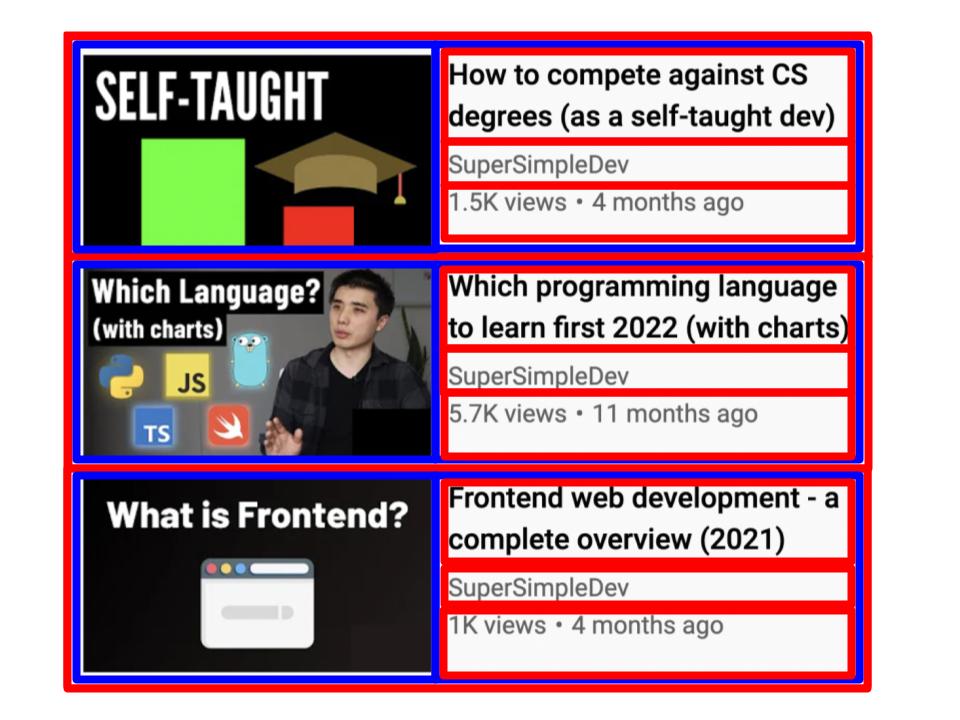 SELF-TAUGHT
How to compete against CS
degrees (as a self-taught dev)
SuperSimpleDev
1.5K views • 4 months ago
Which Language?
(with charts)
JS
TS
Which programming language
to learn first 2022 (with charts)
SuperSimpleDev
5.7K views • 11 months ago
What is Frontend?
Frontend web development - a
complete overview (2021)
SuperSimpleDev
1K views • 4 months ago